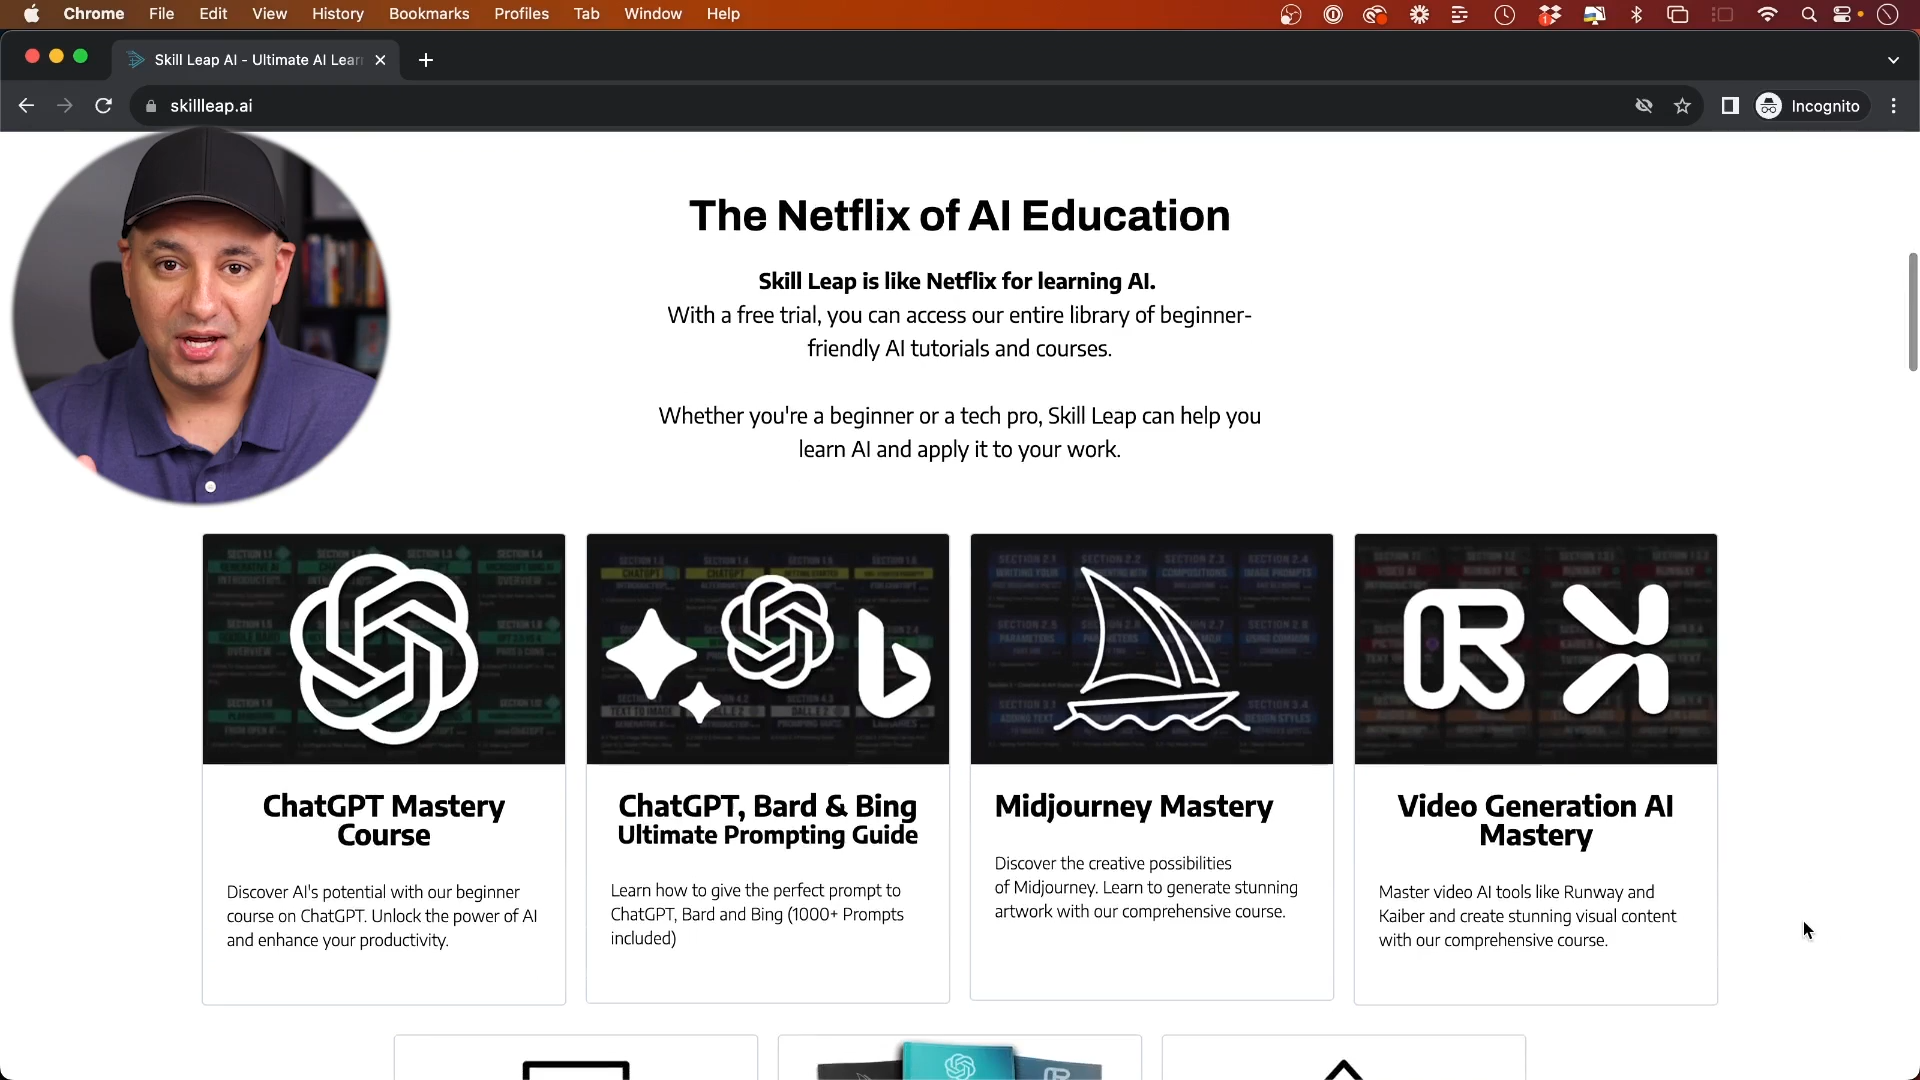 Chrome File Edit View History Bookmarks Profiles Tab Window Help
Skill Leap AI - Ultimate AI Lear
skillleap.ai
Incognito
The Netflix of AI Education
Skill Leap is like Netflix for learning AI.
With a free trial, you can access our entire library of beginner-
friendly AI tutorials and courses.
Whether you're a beginner or a tech pro, Skill Leap can help you
learn AI and apply it to your work.
ChatGPT Mastery
Course
Discover AI's potential with our beginner
course on ChatGPT. Unlock the power of AI
and enhance your productivity.
ChatGPT, Bard & Bing
Ultimate Prompting Guide
Learn how to give the perfect prompt to
ChatGPT, Bard and Bing (1000+ Prompts
included)
Midjourney Mastery
Discover the creative possibilities
of Midjourney. Learn to generate stunning
artwork with our comprehensive course.
Video Generation AI
Mastery
Master video AI tools like Runway and
Kaiber and create stunning visual content
with our comprehensive course.